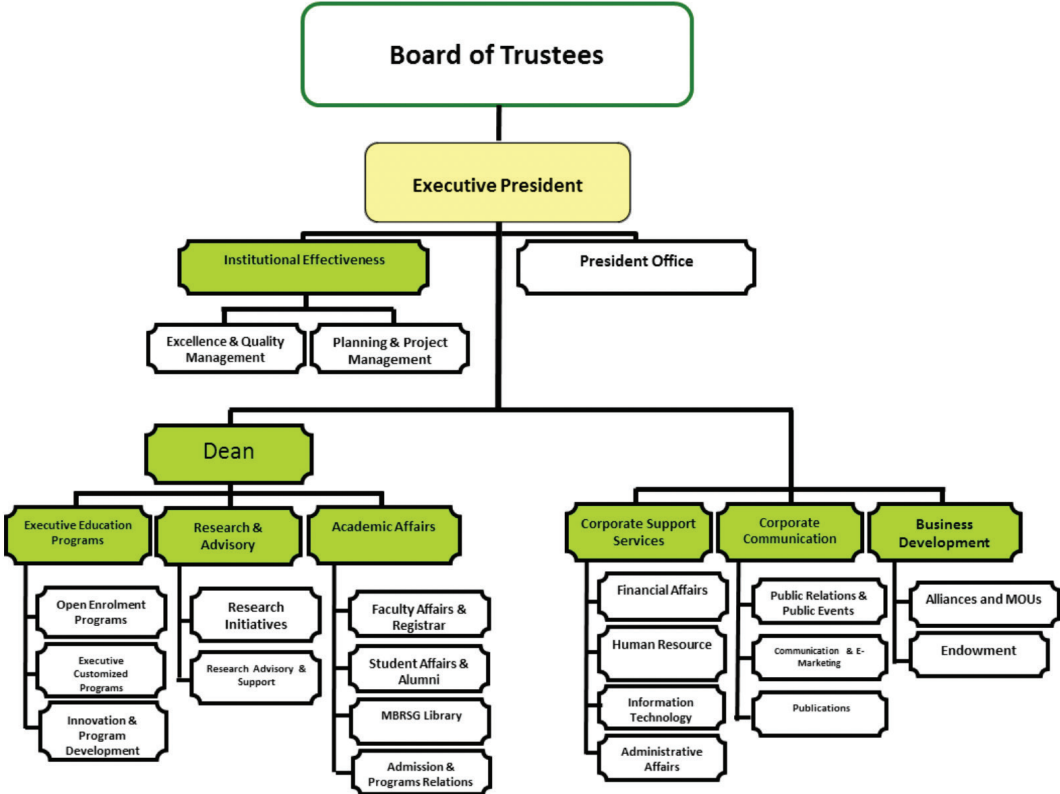 Board of Trustees
Executive President
Institutional Effectiveness
President Office
Excellence & Quality
Management
Planning & Project
Management
Dean
Executive Education
Programs
Research &
Advisory
Academic Affairs
Corporate Support
Services
Corporate
Communication
Business
Development
Open Enrolment
Programs
Executive
Customized
Programs
Innovation &
Program
Development
Research
Initiatives
Research Advisory &
Support
Faculty Affairs &
Registrar
Student Affairs &
Alumni
MBRSG Library
Admission &
Programs Relations
Financial Affairs
Human Resource
Information
Technology
Administrative
Affairs
Public Relations &
Public Events
Communication & E-
Marketing
Publications
Alliances and MOUs
Endowment